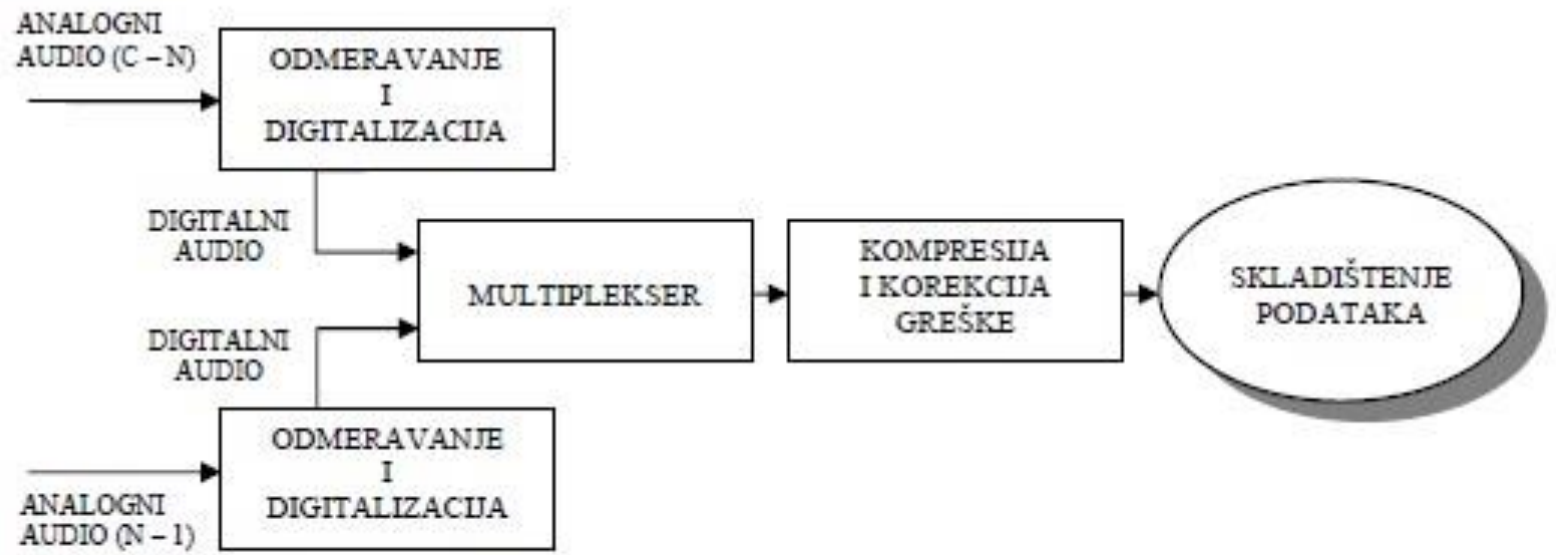 ANALOGNI
AUDIO (C – N)
ODMERAVANJE
I
DIGITALIZACIJA
DIGITALNI
AUDIO
MULTIPLEKSER
KOMPRESIJA
I KOREKCIJA
GREŠKE
SKLADIŠTENJE
PODATAKA
DIGITALNI
AUDIO
ODMERAVANJE
I
DIGITALIZACIJA
ANALOGNI
AUDIO (N – 1)